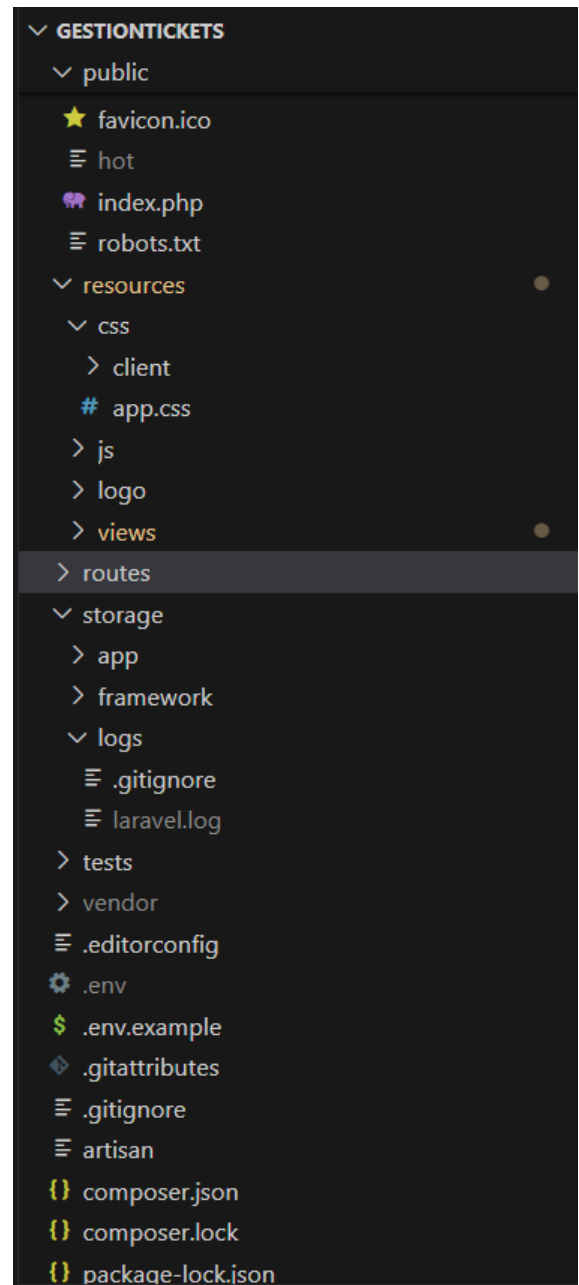 GESTIONTICKETS
public
favicon.ico
hot
index.php
robots.txt
resources
css
client
# app.css
js
logo
views
routes
storage
app
framework
logs
.gitignore
laravel.log
tests
vendor
.editorconfig
.env
$ .env.example
.gitattributes
.gitignore
artisan
{} composer.json
{} composer.lock
{} package-lock.json